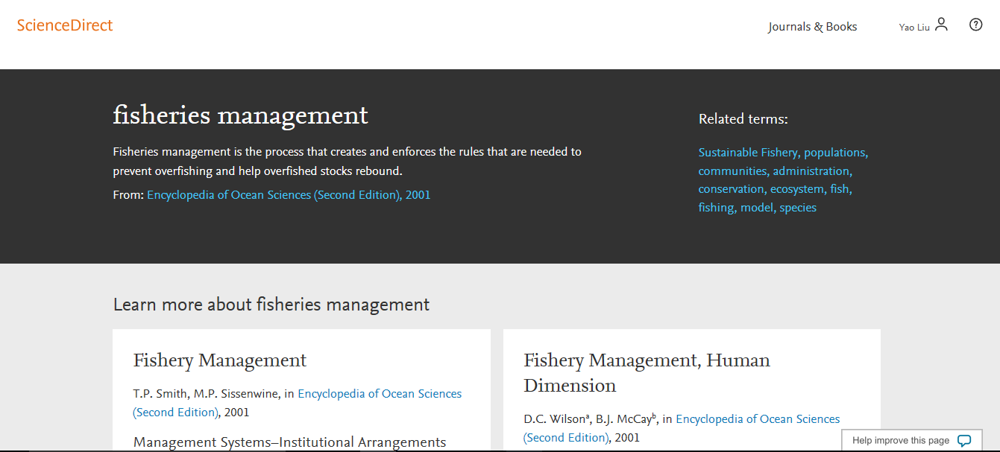 ScienceDirect
Journals & Books
Yao Liu
fisheries management
Fisheries management is the process that creates and enforces the rules that are needed to
prevent overfishing and help overfished stocks rebound.
From: Encyclopedia of Ocean Sciences (Second Edition), 2001
Related terms:
Sustainable Fishery, populations,
communities, administration,
conservation, ecosystem, fish,
fishing, model, species
Learn more about fisheries management
Fishery Management
T.P. Smith, M.P. Sissenwine, in Encyclopedia of Ocean Sciences
(Second Edition), 2001
Management Systems–Institutional Arrangements
Fishery Management, Human
Dimension
D.C. Wilsonᵃ, B.J. McCayᵇ, in Encyclopedia of Ocean Sciences
(Second Edition), 2001
Help improve this page